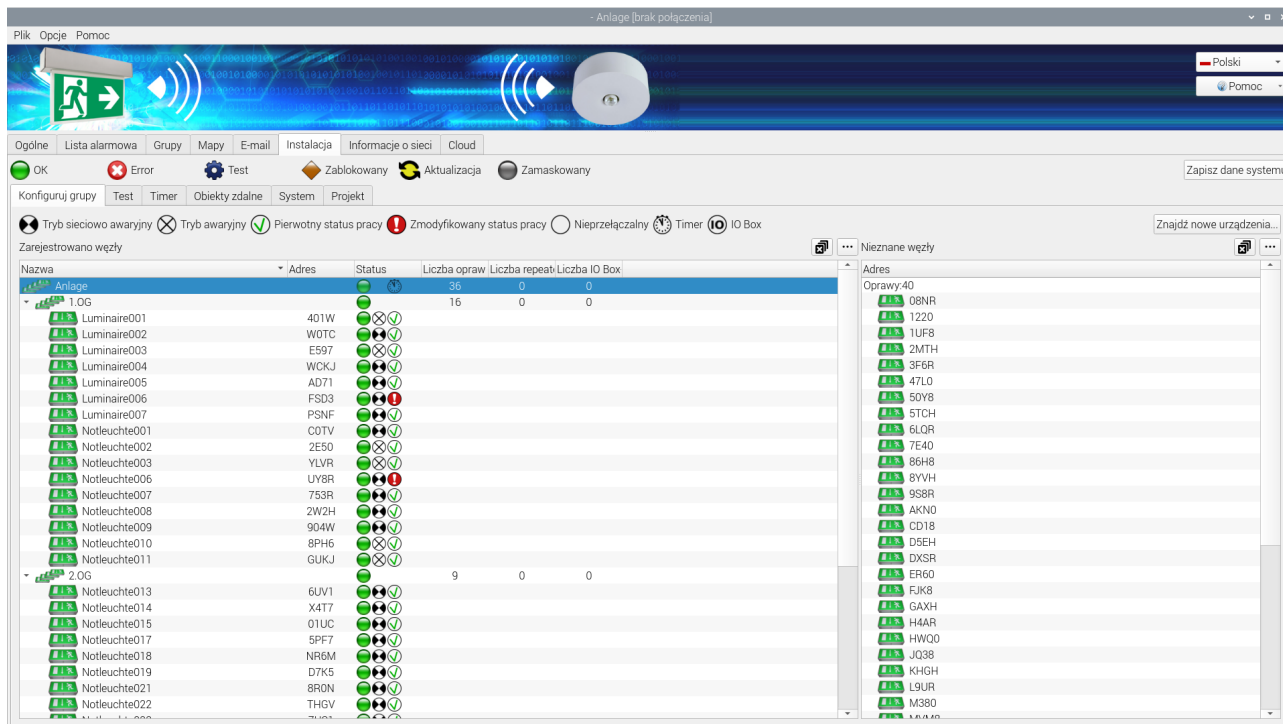 - Anlage [brak połączenia]
Plik Opcje Pomoc
Polski
Pomoc
Ogólne Lista alarmowa Grupy Mapy E-mail Instalacja Informacje o sieci Cloud
OK Error Test Zablokowany Aktualizacja Zamaskowany Zapisz dane systemu
Konfiguruj grupy Test Timer Obiekty zdalne System Projekt
Tryb sieciowo awaryjny Tryb awaryjny Pierwotny status pracy Zmodyfikowany status pracy Nieprzełączalny Timer IO IO Box Znajdź nowe urządzenia...
Zarejestrowano węzły ... Nieznane węzły ...
Nazwa Adres Status Liczba opraw Liczba repeat Liczba IO Box Adres
Anlage 36 0 0 Oprawy:40
1.OG 16 0 0 08NR
Luminaire001 401W 1220
Luminaire002 W0TC 1UF8
Luminaire003 E597 2MTH
Luminaire004 WCKJ 3F6R
Luminaire005 AD71 47L0
Luminaire006 FSD3 50Y8
Luminaire007 PSNF 5TCH
Notleuchte001 C0TV 6LQR
Notleuchte002 2E50 7E40
Notleuchte003 YLVR 86H8
Notleuchte006 UY8R 8YVH
Notleuchte007 753R 9S8R
Notleuchte008 2W2H AKN0
Notleuchte009 904W CD18
Notleuchte010 8PH6 D5EH
Notleuchte011 GUKJ DXSR
2.OG 9 0 0 ER60
Notleuchte013 6UV1 FJK8
Notleuchte014 X4T7 GAXH
Notleuchte015 01UC H4AR
Notleuchte017 5PF7 HWQ0
Notleuchte018 NR6M JQ38
Notleuchte019 D7K5 KHGH
Notleuchte021 8R0N L9UR
Notleuchte022 THGV M380